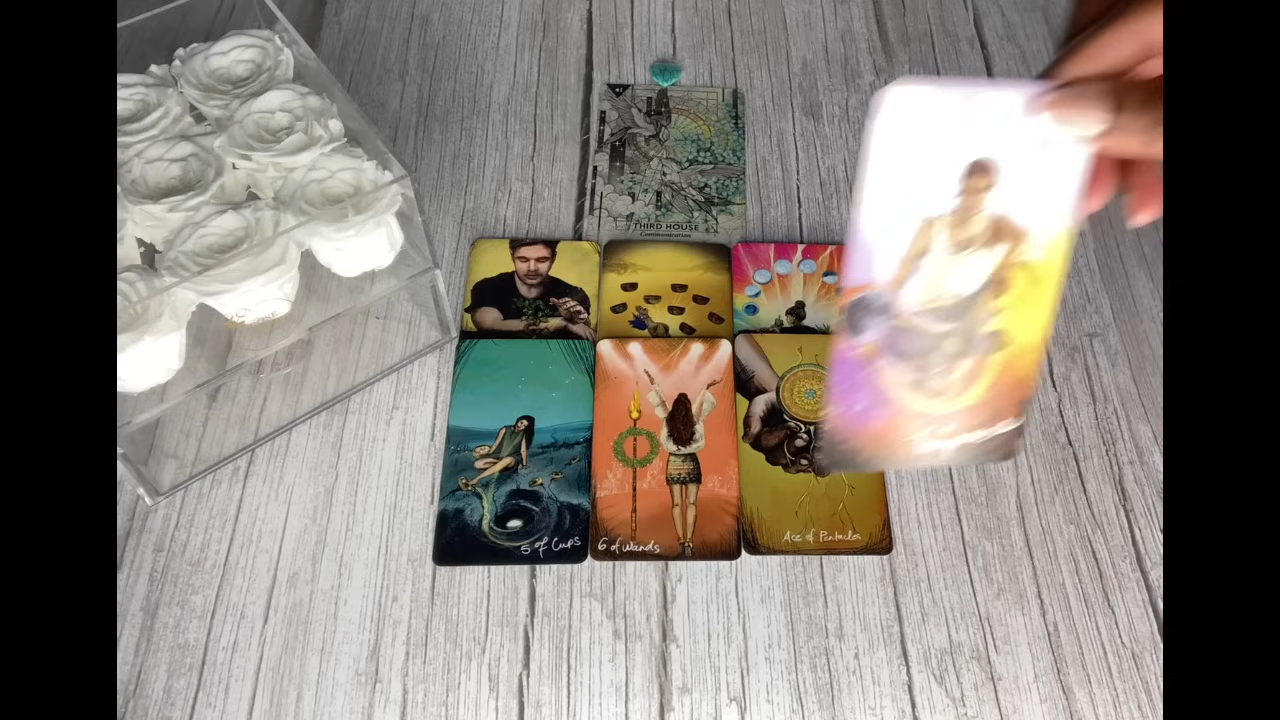 THIRD HOUSE
Communication
5 of Cups
6 of Wands
Ace of Pentacles